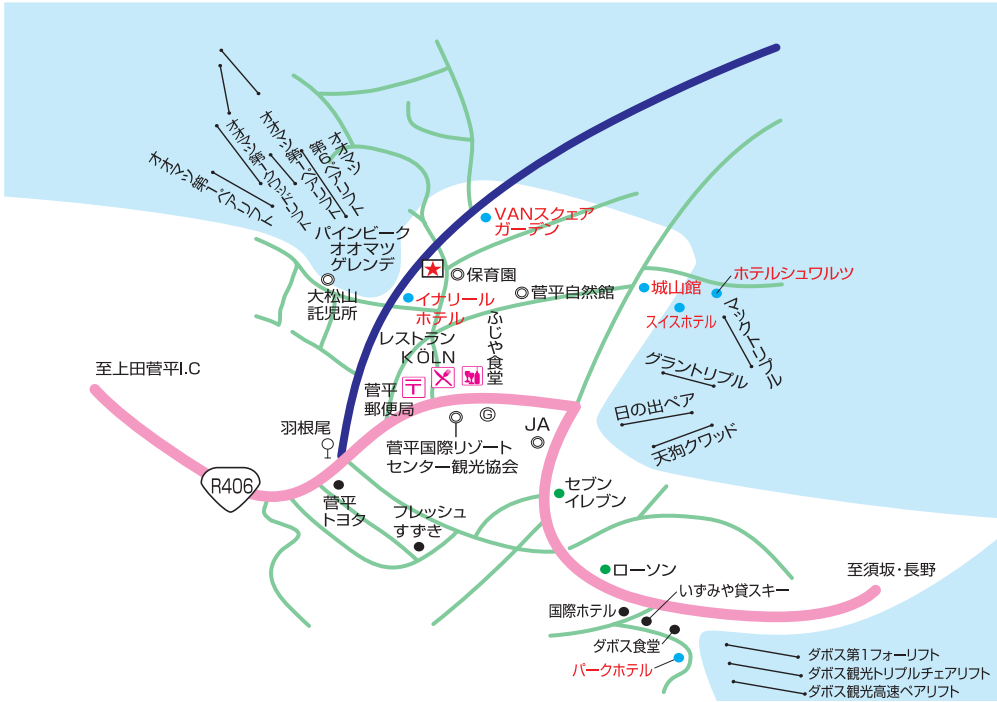 オオマツ第1ペアリフト
オオマツ第1クワッドリフト
オオマツ第1ペアリフト
オオマツ第6ペアリフト
パインビーク
オオマツ
ゲレンデ
大松山
託児所
VANスクェア
ガーデン
★
保育園
イナリール
ホテル
菅平自然館
城山館
ホテルシュワルツ
スイスホテル
マックトリプル
グラントリプル
日の出ペア
天狗クワッド
レストラン
KÖLN
ふじや食堂
至上田菅平I.C
菅平
郵便局
〒
羽根尾
G
JA
菅平国際リゾート
センター観光協会
R406
菅平
トヨタ
フレッシュ
すずき
セブン
イレブン
ローソン
至須坂・長野
いずみや貸スキー
国際ホテル
ダボス食堂
パークホテル
ダボス第1フォーリフト
ダボス観光トリプルチェアリフト
ダボス観光高速ペアリフト